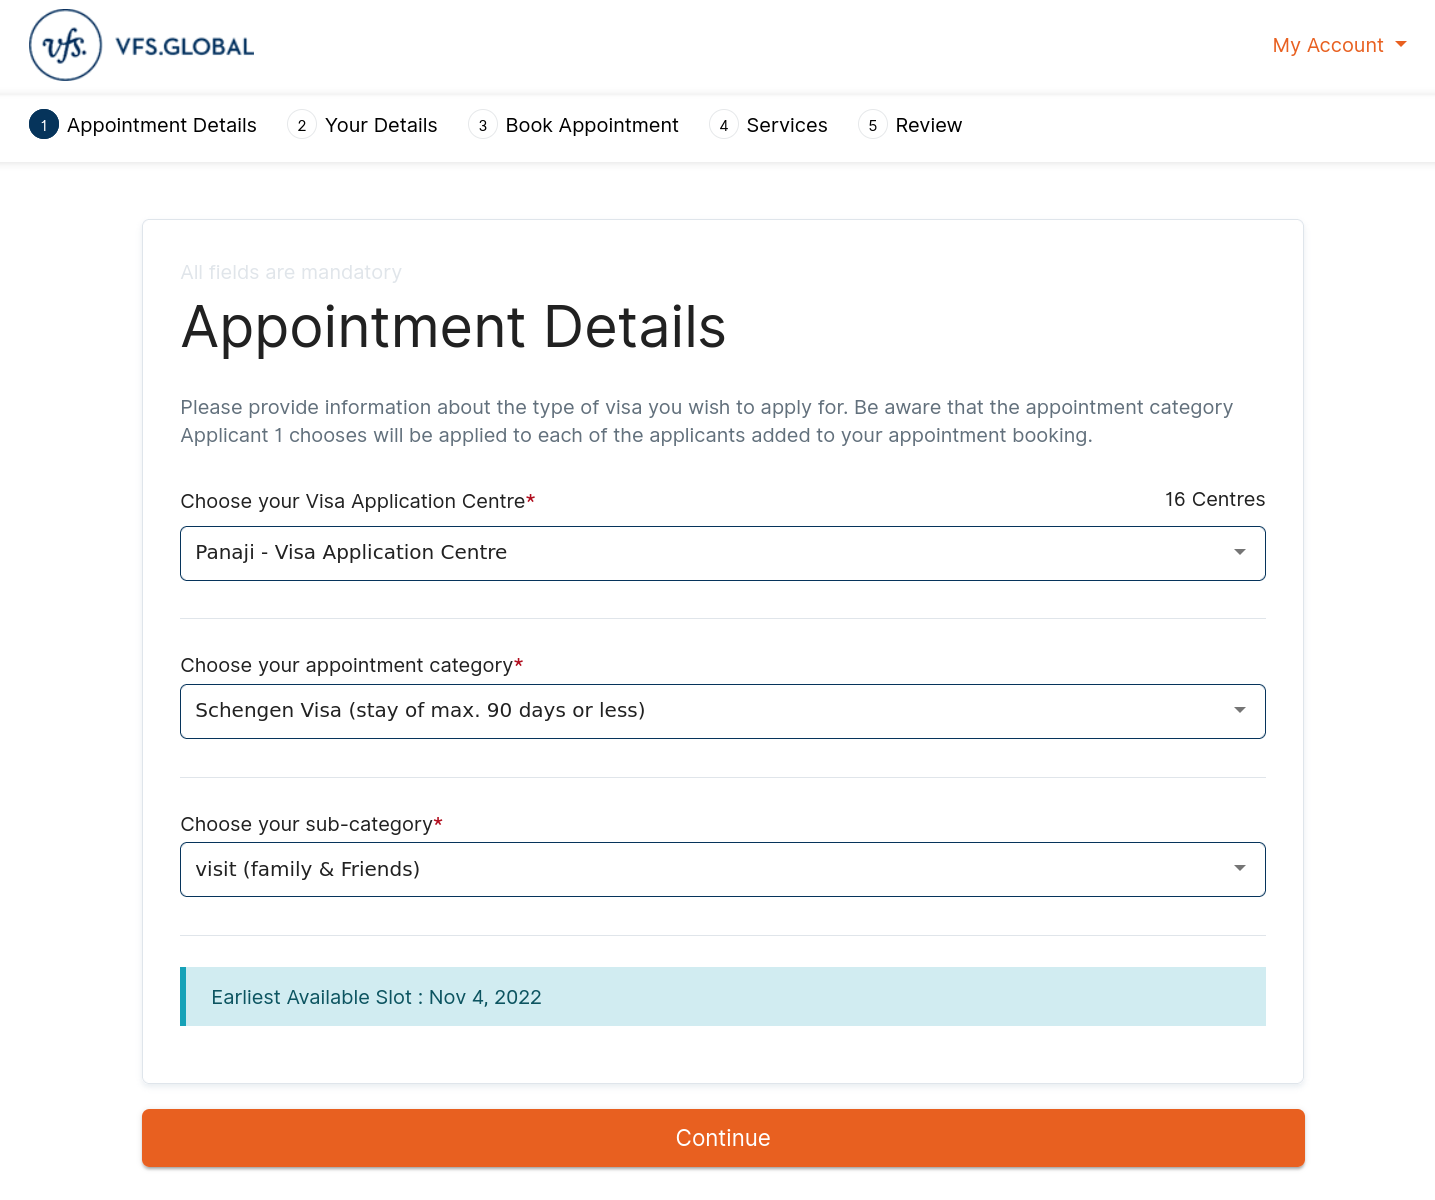 vfs. VFS.GLOBAL
My Account
1 Appointment Details 2 Your Details 3 Book Appointment 4 Services 5 Review
All fields are mandatory
Appointment Details
Please provide information about the type of visa you wish to apply for. Be aware that the appointment category
Applicant 1 chooses will be applied to each of the applicants added to your appointment booking.
Choose your Visa Application Centre* 16 Centres
Panaji - Visa Application Centre
Choose your appointment category*
Schengen Visa (stay of max. 90 days or less)
Choose your sub-category*
visit (family & Friends)
Earliest Available Slot : Nov 4, 2022
Continue